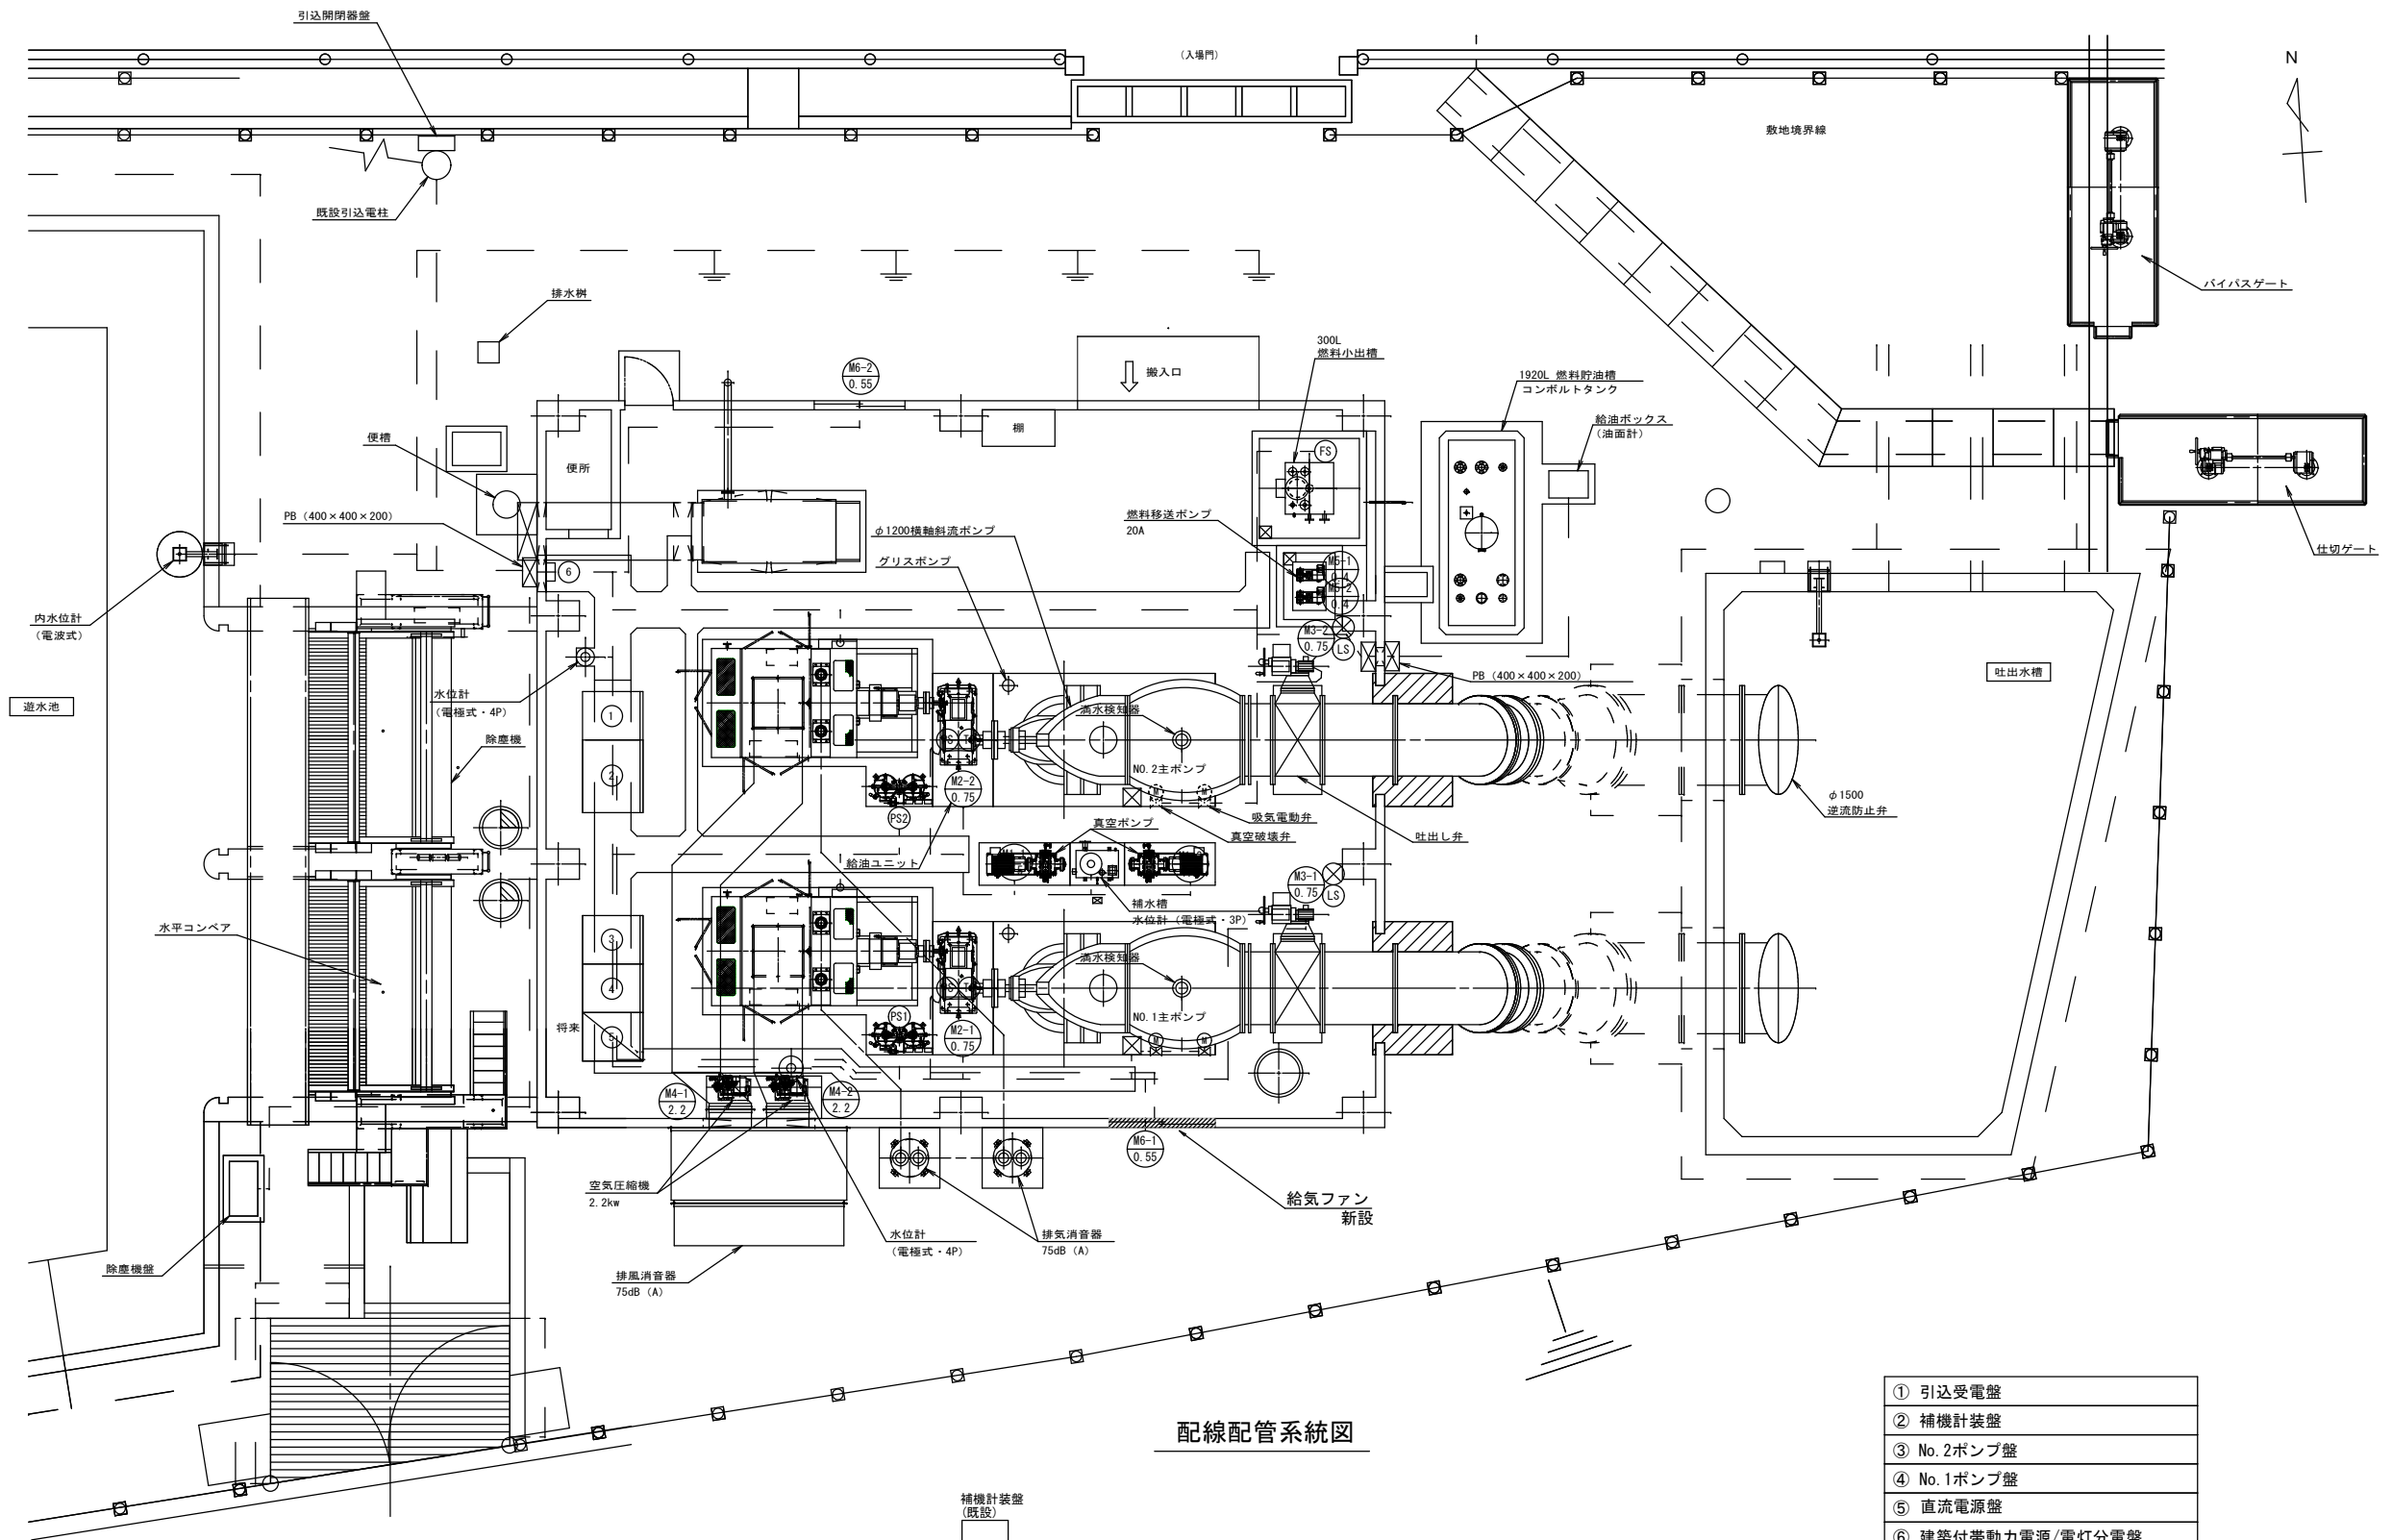 引込開閉器盤
(入場門)
N
敷地境界線
既設引込電柱
バイパスゲート
排水桝
M6-2
0.55
搬入口
300L
燃料小出槽
1920L 燃料貯油槽
コンボルトタンク
給油ボックス
(油面計)
便槽
便所
棚
FS
PB (400×400×200)
φ1200横軸斜流ポンプ
燃料移送ポンプ
20A
グリスポンプ
仕切ゲート
6
M5-1
0.4
M5-2
0.4
内水位計
(電波式)
M3-2
0.75
LS
PB (400×400×200)
吐出水槽
水位計
(電極式・4P)
遊水池
1
満水検知器
除塵機
2
NO.2主ポンプ
M2-2
0.75
M
M
φ1500
逆流防止弁
PS2
真空ポンプ
吸気電動弁
真空破壊弁
吐出し弁
給油ユニット
M3-1
0.75
LS
補水槽
水位計 (電極式・3P)
水平コンベア
3
満水検知器
4
PS1
NO.1主ポンプ
将来
5
M2-1
0.75
M
M
M4-1
2.2
M4-2
2.2
M6-1
0.55
空気圧縮機
2.2kw
給気ファン
新設
水位計
(電極式・4P)
排気消音器
75dB (A)
除塵機盤
排風消音器
75dB (A)
配線配管系統図
① 引込受電盤
② 補機計装盤
③ No.2ポンプ盤
④ No.1ポンプ盤
⑤ 直流電源盤
⑥ 建築付帯動力電源/電灯分電盤
補機計装盤
(既設)